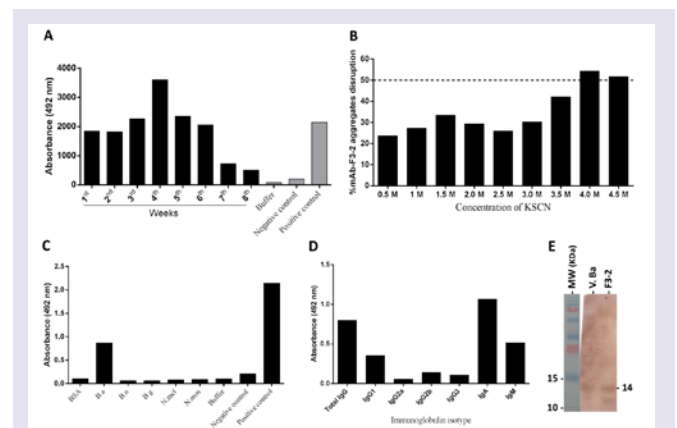 A
Absorbance (492 nm)
4000
3000
2000
1000
0
1st
2nd
3rd
4th
5th
6th
7th
8th
Buffer
Negative control
Positive control
Weeks
B
%mAb-F3-2 aggregates disruption
60
50
40
30
20
10
0
0.5 M
1 M
1.5 M
2.0 M
2.5 M
3.0 M
3.5 M
4.0 M
4.5 M
Concentration of KSCN
C
Absorbance (492 nm)
2.5
2.0
1.5
1.0
0.5
0.0
BSA
B.a
B.n
B.g
N.mel
N.mos
Buffer
Negative control
Positive control
D
Absorbance (492 nm)
1.5
1.0
0.5
0.0
Total IgG
IgG1
IgG2a
IgG2b
IgG3
IgA
IgM
Immunoglobulin isotype
E
MW (KDa)
V. Ba
F3-2
15
14
10